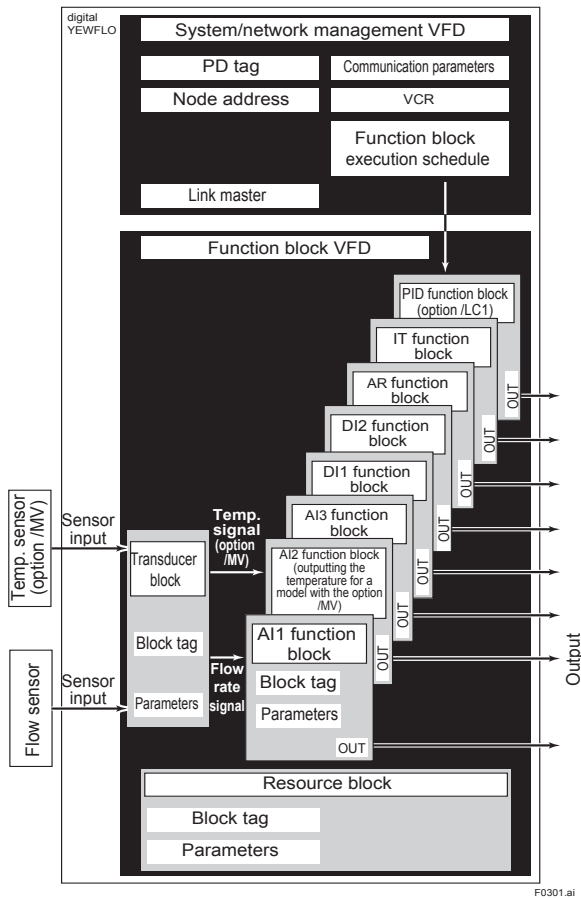 digital
YEWFLO
System/network management VFD
PD tag
Communication parameters
Node address
VCR
Function block
execution schedule
Link master
Function block VFD
PID function block
(option /LC1)
OUT
IT function
block
OUT
AR function
block
OUT
DI2 function
block
OUT
DI1 function
block
OUT
AI3 function
block
OUT
AI2 function block
(outputting the
temperature for a
model with the option
/MV)
OUT
AI1 function
block
Block tag
Parameters
OUT
Temp. sensor
(option /MV)
Sensor
input
Temp.
signal
(option
/MV)
Transducer
block
Block tag
Parameters
Flow sensor
Sensor
input
Flow
rate
signal
Output
Resource block
Block tag
Parameters
F0301.ai